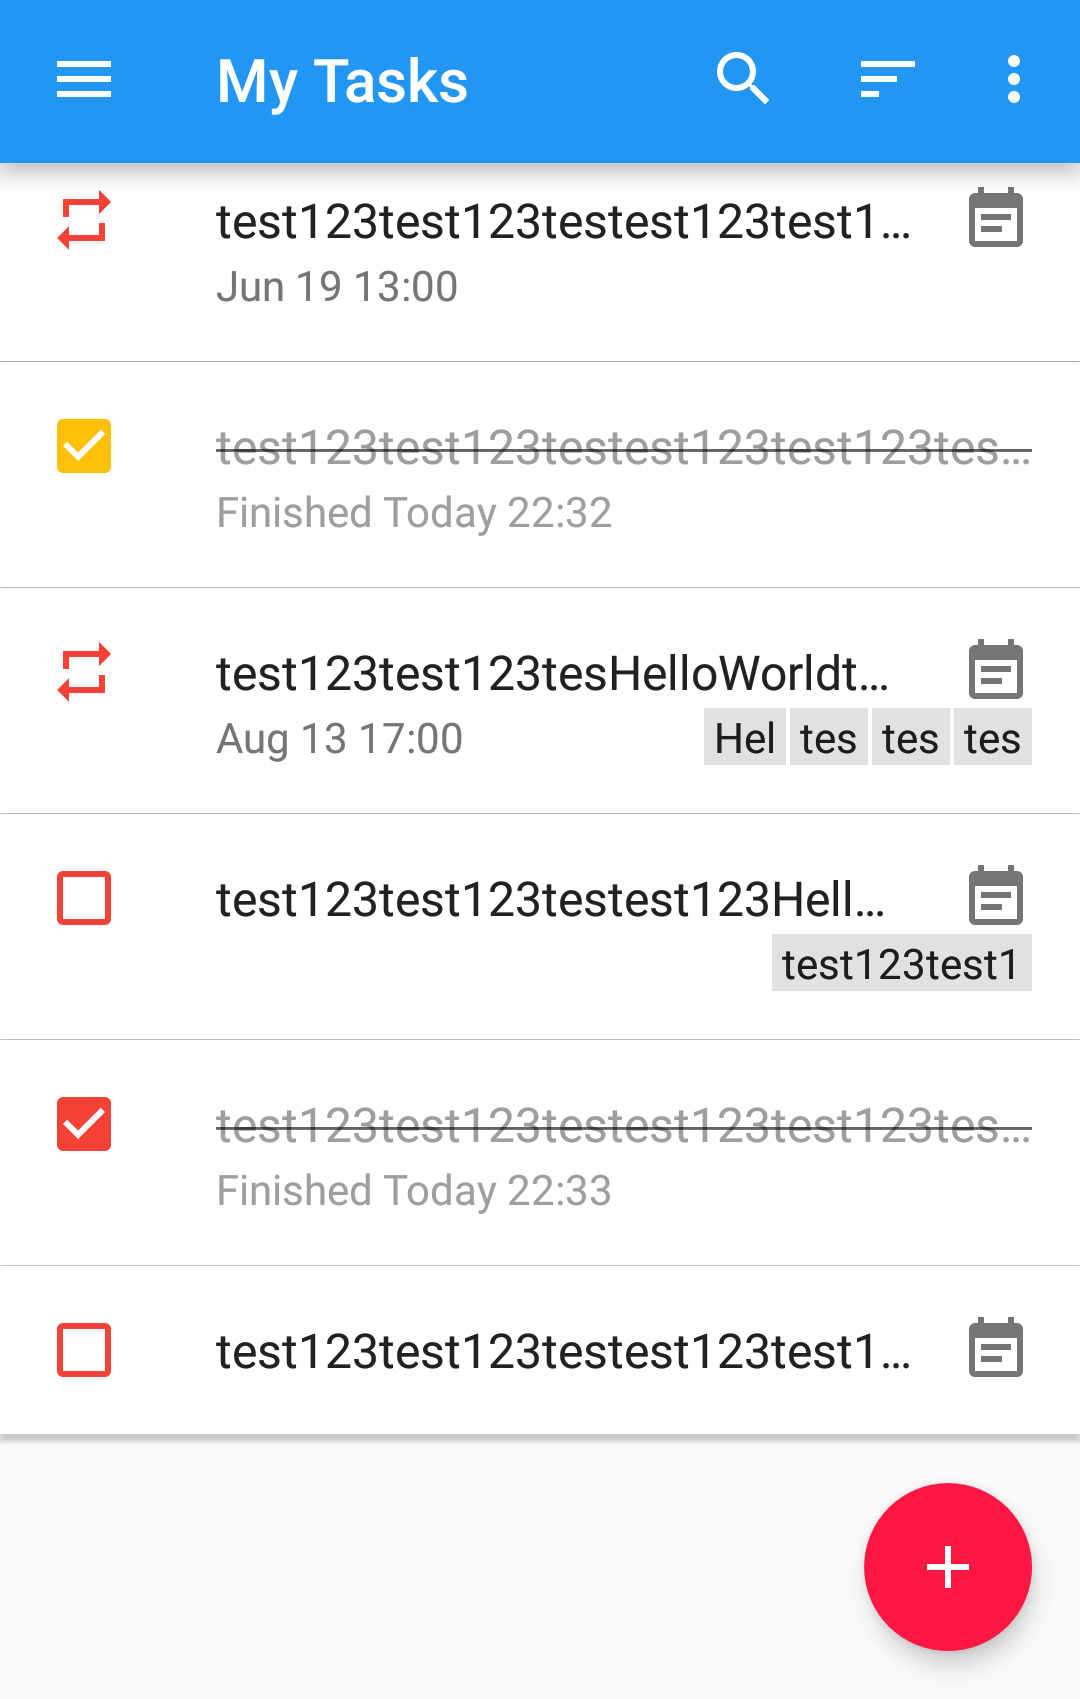 My Tasks
test123test123testest123test1...
Jun 19 13:00
test123test123testest123test123tes...
Finished Today 22:32
test123test123tesHelloWorldt...
Aug 13 17:00 Hel tes tes tes
test123test123testest123Hell...
test123test1
test123test123testest123test123tes...
Finished Today 22:33
test123test123testest123test1...